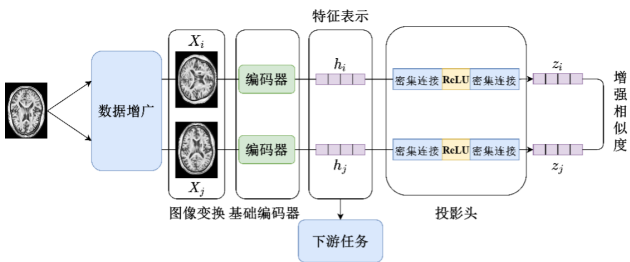 特征表示
X_i
h_i
z_i
编码器
密集连接 ReLU 密集连接
数据增广
增强相似度
编码器
密集连接 ReLU 密集连接
X_j
h_j
z_j
图像变换 基础编码器
投影头
下游任务